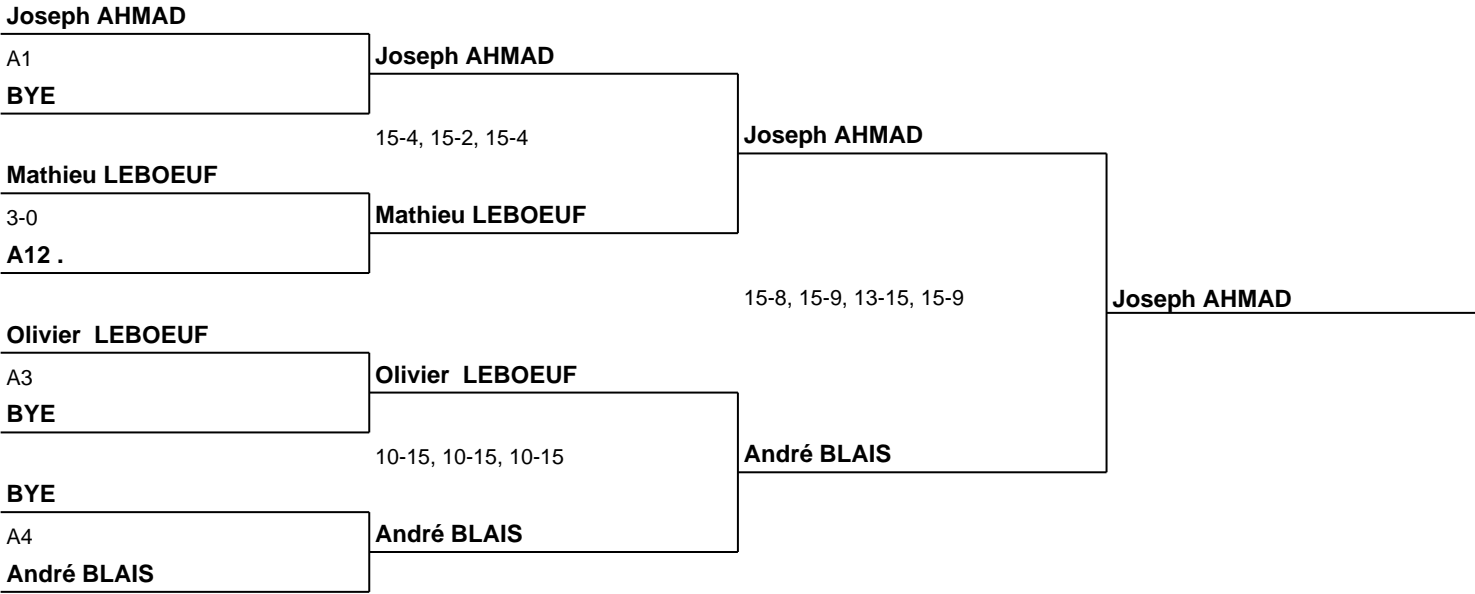 Joseph AHMAD
A1
BYE
Joseph AHMAD
15-4, 15-2, 15-4
Mathieu LEBOEUF
3-0
A12 .
Mathieu LEBOEUF
Joseph AHMAD
15-8, 15-9, 13-15, 15-9
Joseph AHMAD
Olivier  LEBOEUF
A3
BYE
Olivier  LEBOEUF
10-15, 10-15, 10-15
BYE
A4
André BLAIS
André BLAIS
André BLAIS